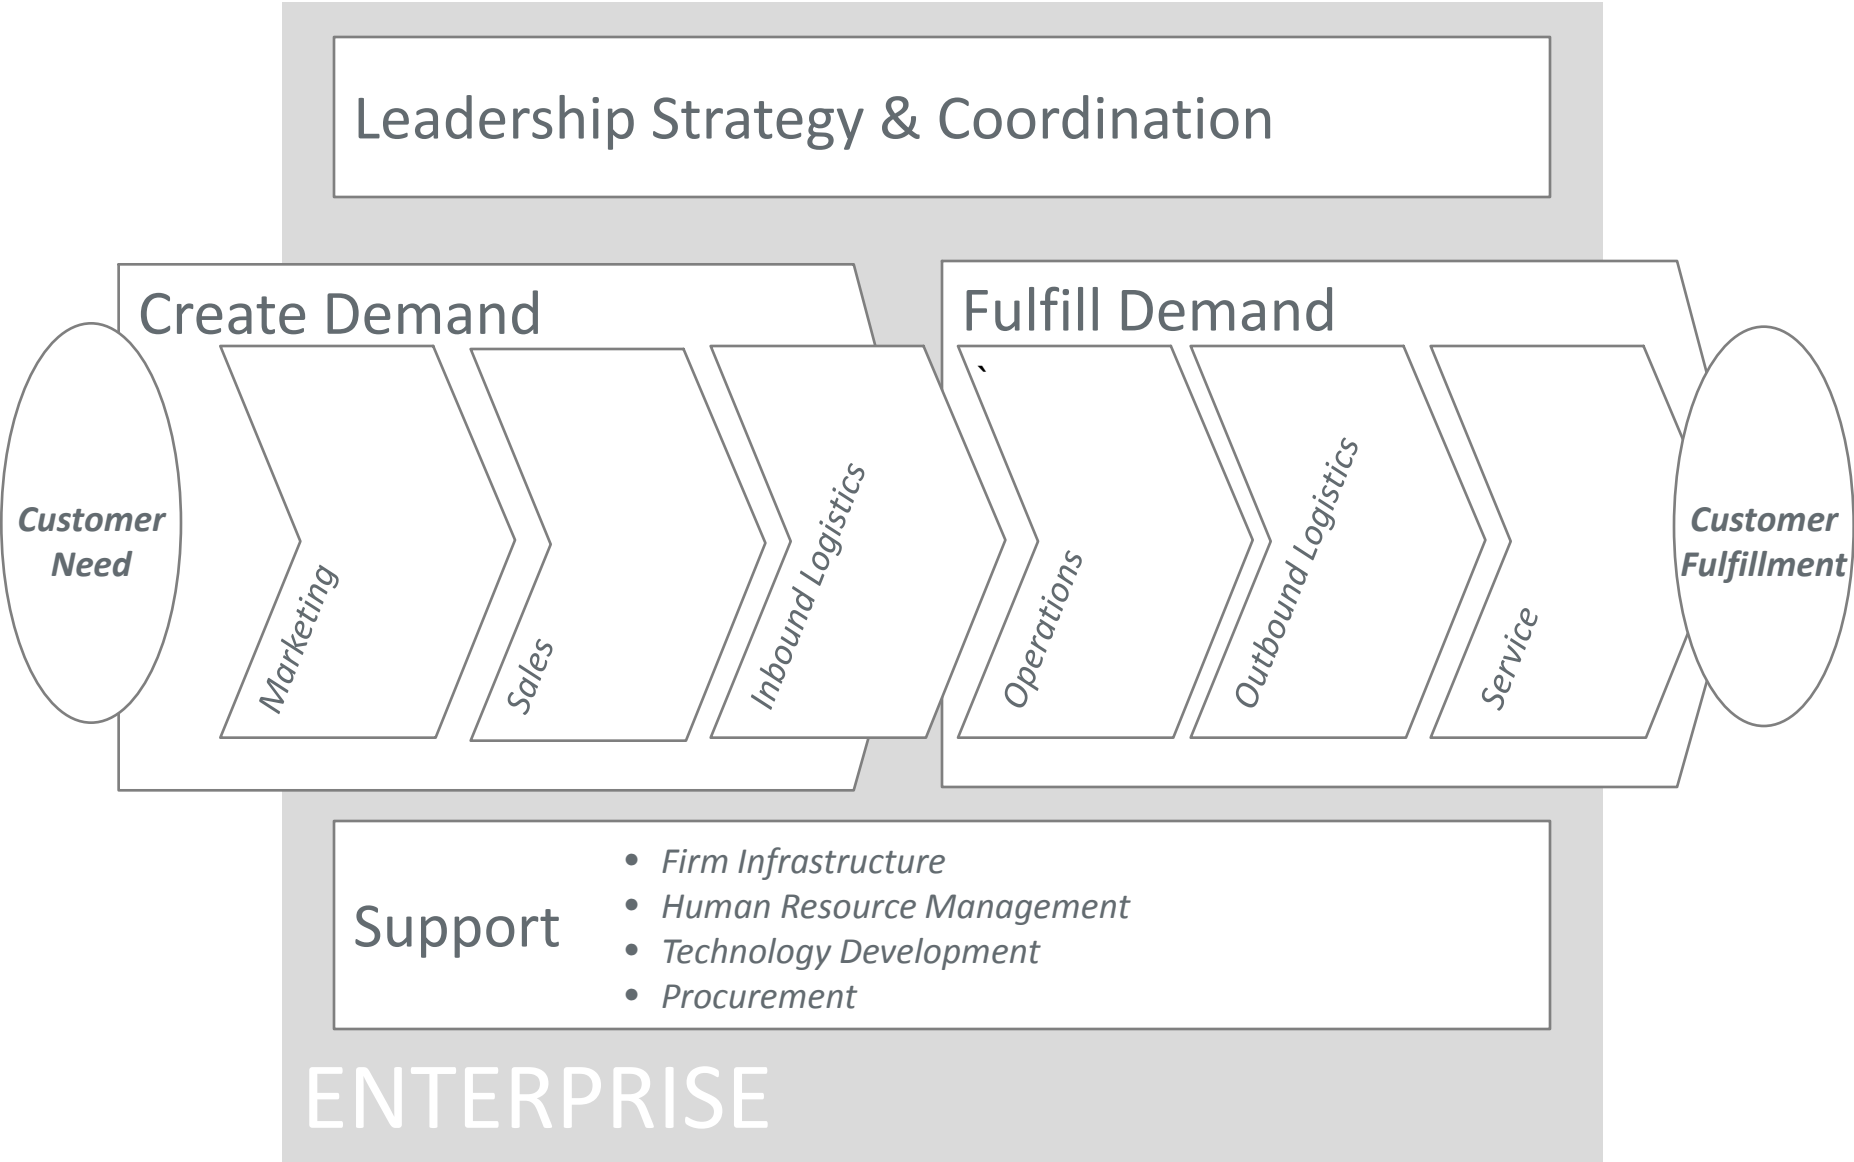 Leadership Strategy & Coordination
Create Demand
Fulfill Demand
`
Customer
Need
Marketing
Sales
Inbound Logistics
Operations
Outbound Logistics
Service
Customer
Fulfillment
Support
• Firm Infrastructure
• Human Resource Management
• Technology Development
• Procurement
ENTERPRISE